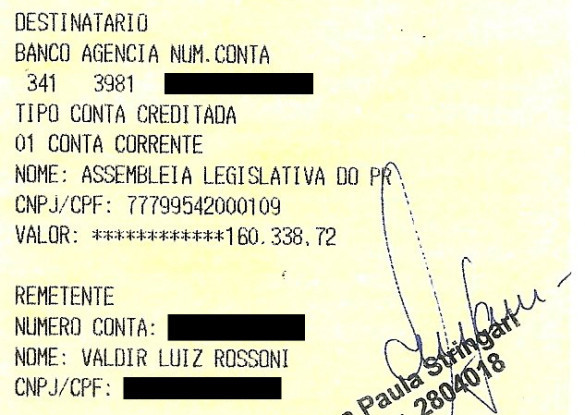 DESTINATARIO
BANCO AGENCIA NUM.CONTA
341 3981
TIPO CONTA CREDITADA
01 CONTA CORRENTE
NOME: ASSEMBLEIA LEGISLATIVA DO PR
CNPJ/CPF: 77799542000109
VALOR: ************160.338,72
REMETENTE
NUMERO CONTA:
NOME: VALDIR LUIZ ROSSONI
CNPJ/CPF:
Paula Stringari
2804018